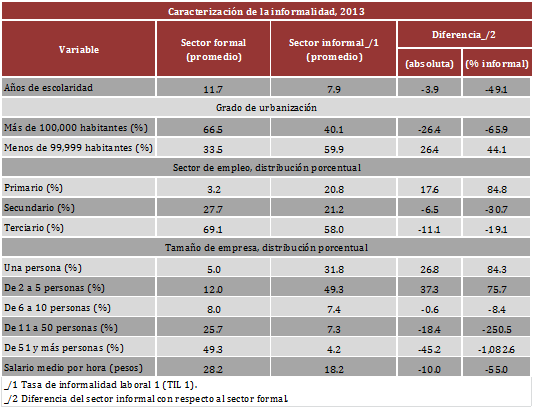 Caracterización de la informalidad, 2013
Variable Sector formal (promedio) Sector informal_/1 (promedio) Diferencia_/2
(absoluta) (% informal)
Años de escolaridad 11.7 7.9 -3.9 -49.1
Grado de urbanización
Más de 100,000 habitantes (%) 66.5 40.1 -26.4 -65.9
Menos de 99,999 habitantes (%) 33.5 59.9 26.4 44.1
Sector de empleo, distribución porcentual
Primario (%) 3.2 20.8 17.6 84.8
Secundario (%) 27.7 21.2 -6.5 -30.7
Terciario (%) 69.1 58.0 -11.1 -19.1
Tamaño de empresa, distribución porcentual
Una persona (%) 5.0 31.8 26.8 84.3
De 2 a 5 personas (%) 12.0 49.3 37.3 75.7
De 6 a 10 personas (%) 8.0 7.4 -0.6 -8.4
De 11 a 50 personas (%) 25.7 7.3 -18.4 -250.5
De 51 y más personas (%) 49.3 4.2 -45.2 -1,082.6
Salario medio por hora (pesos) 28.2 18.2 -10.0 -55.0
_/1 Tasa de informalidad laboral 1 (TIL 1).
_/2 Diferencia del sector informal con respecto al sector formal.